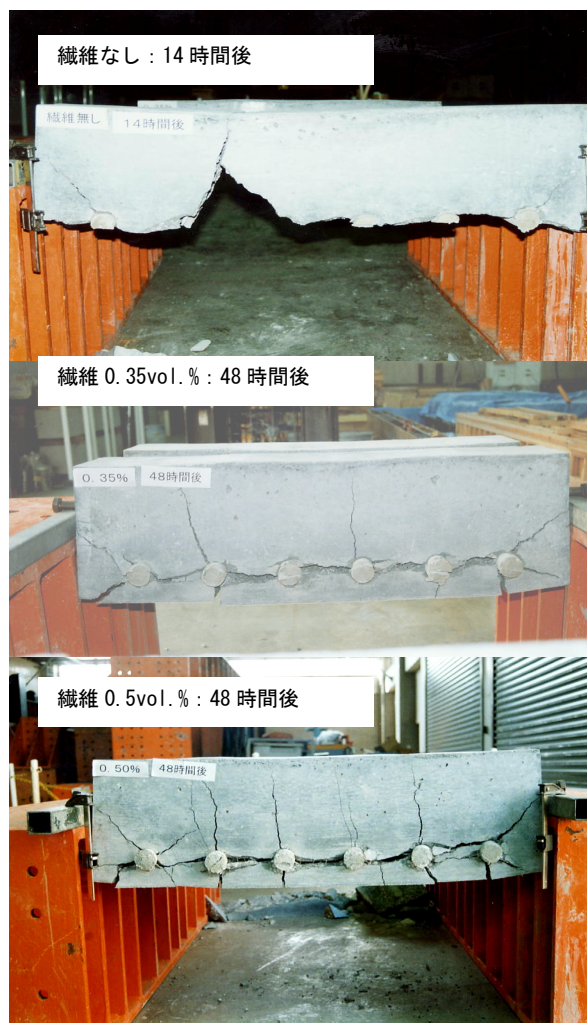 繊維なし：14 時間後
繊維無し 14時間後
繊維 0.35vol.%：48 時間後
0.35% 48時間後
繊維 0.5vol.%：48 時間後
0.50% 48時間後